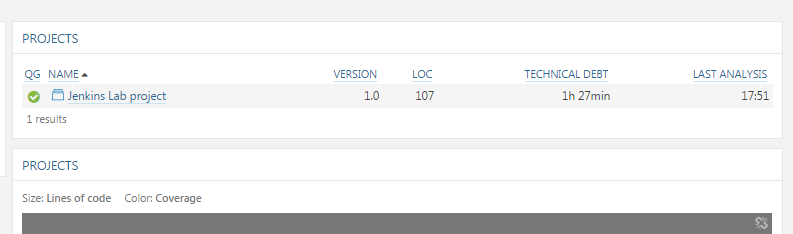 PROJECTS
QG NAME VERSION LOC TECHNICAL DEBT LAST ANALYSIS
Jenkins Lab project 1.0 107 1h 27min 17:51
1 results
PROJECTS
Size: Lines of code Color: Coverage